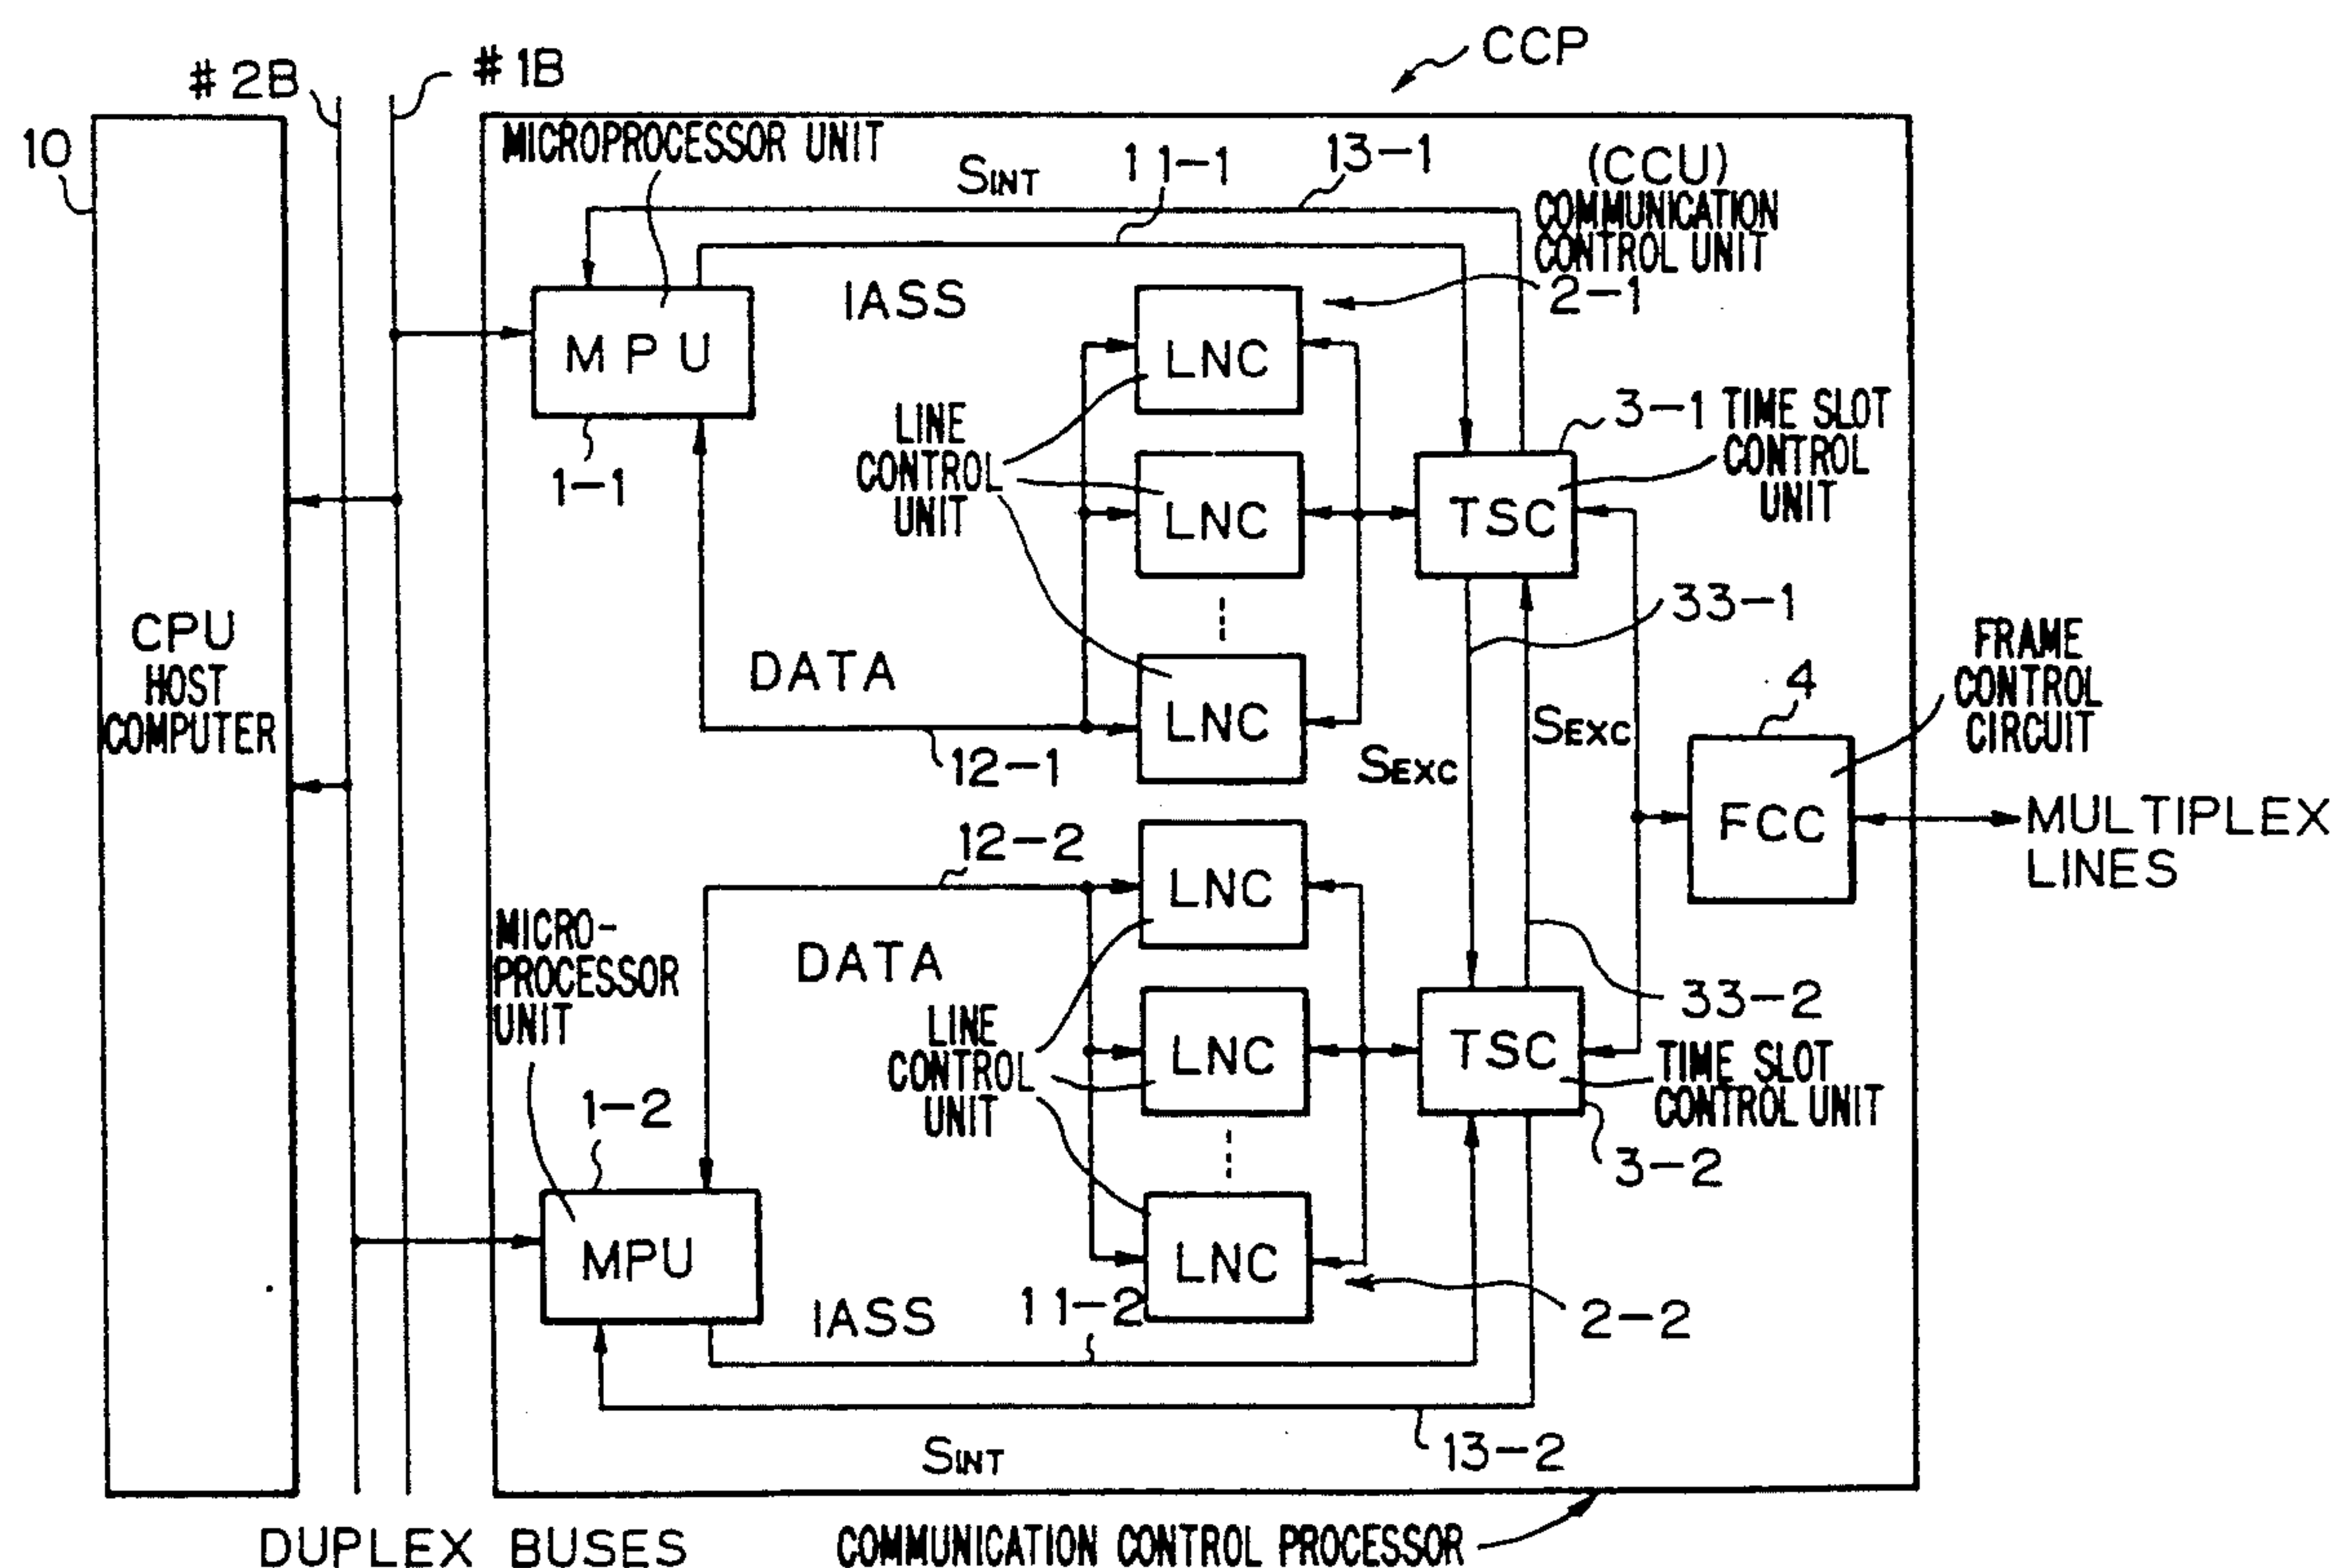 CCP
#2B
#1B
10
MICROPROCESSOR UNIT
SINT
11-1
13-1
(CCU)
COMMUNICATION
CONTROL UNIT
2-1
IASS
MPU
1-1
LNC
LINE
CONTROL
UNIT
LNC
3-1
TIME SLOT
CONTROL
UNIT
TSC
33-1
CPU
HOST
COMPUTER
DATA
LNC
12-1
SEXC
SEXC
4
FRAME
CONTROL
CIRCUIT
FCC
MULTIPLEX
LINES
12-2
LNC
DATA
MICRO-
PROCESSOR
UNIT
LINE
CONTROL
UNIT
LNC
TSC
33-2
TIME SLOT
CONTROL UNIT
3-2
1-2
MPU
LNC
IASS
11-2
2-2
SINT
13-2
DUPLEX BUSES
COMMUNICATION CONTROL PROCESSOR